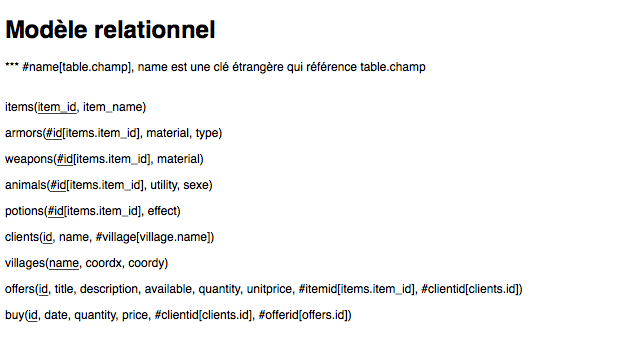 Modèle relationnel
*** #name[table.champ], name est une clé étrangère qui référence table.champ
items(item_id, item_name)
armors(#id[items.item_id], material, type)
weapons(#id[items.item_id], material)
animals(#id[items.item_id], utility, sexe)
potions(#id[items.item_id], effect)
clients(id, name, #village[village.name])
villages(name, coordx, coordy)
offers(id, title, description, available, quantity, unitprice, #itemid[items.item_id], #clientid[clients.id])
buy(id, date, quantity, price, #clientid[clients.id], #offerid[offers.id])